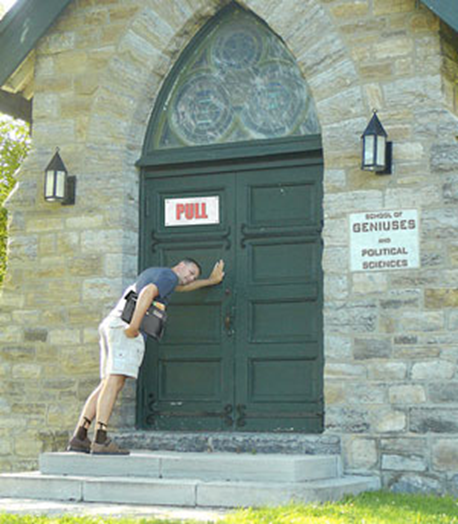 PULL
SCHOOL OF
GENIUSES
AND
POLITICAL
SCIENCES